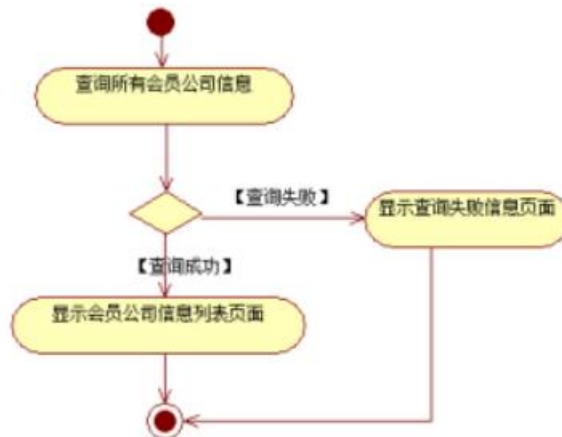 查询所有会员公司信息
【查询失败】
显示查询失败信息页面
【查询成功】
显示会员公司信息列表页面